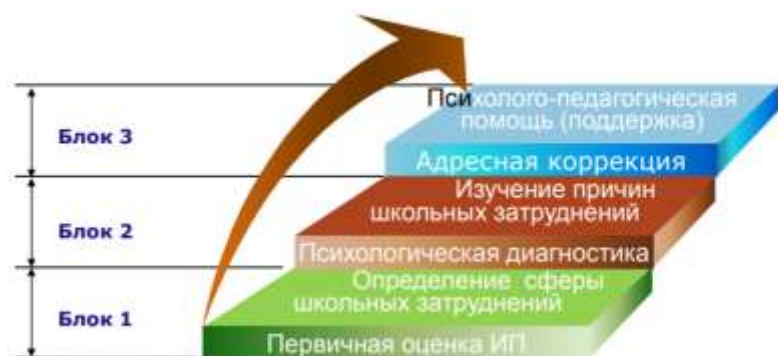 Блок 3
Психолого-педагогическая
помощь (поддержка)
Адресная коррекция
Блок 2
Изучение причин
школьных затруднений
Психологическая диагностика
Блок 1
Определение сферы
школьных затруднений
Первичная оценка ИП